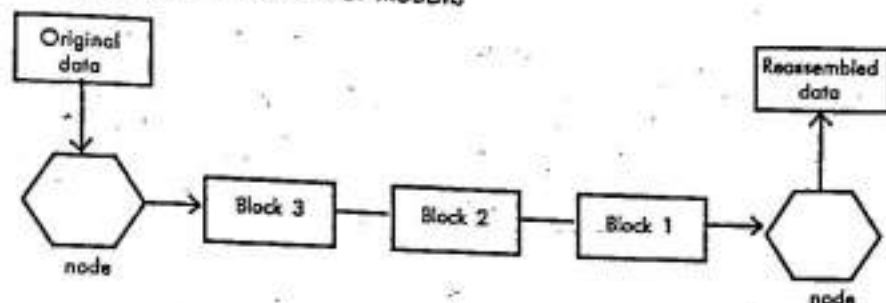 Original
data
Reassembled
data
Block 3
Block 2
Block 1
node
node